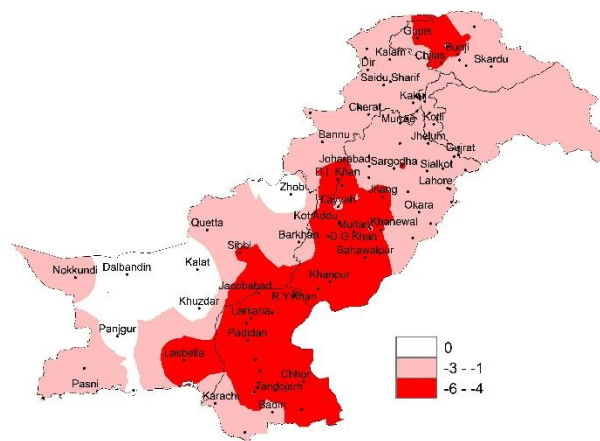 Gupis
Bunji
Kalam
Chilas
Skardu
Dir
Saidu Sharif
Cherat
Kotli
Bannu
Jhelum
Gujrat
Joharabad
Sargodha
Sialkot
D.I. Khan
Lahore
Zhob
Layyah
Jhang
Okara
Kot Addu
Quetta
Multan
Khanewal
Barkhan
D.G.Khan
Sibbi
Bahawalpur
Kalat
Nokkundi
Dalbandin
Khanpur
Jacobabad
R.Y.Khan
Khuzdar
Larkana
Panjgur
Padidan
0
-3 - -1
-6 - -4
Lasbella
Pasni
Chhor
Tandojam
Karachi
Badin